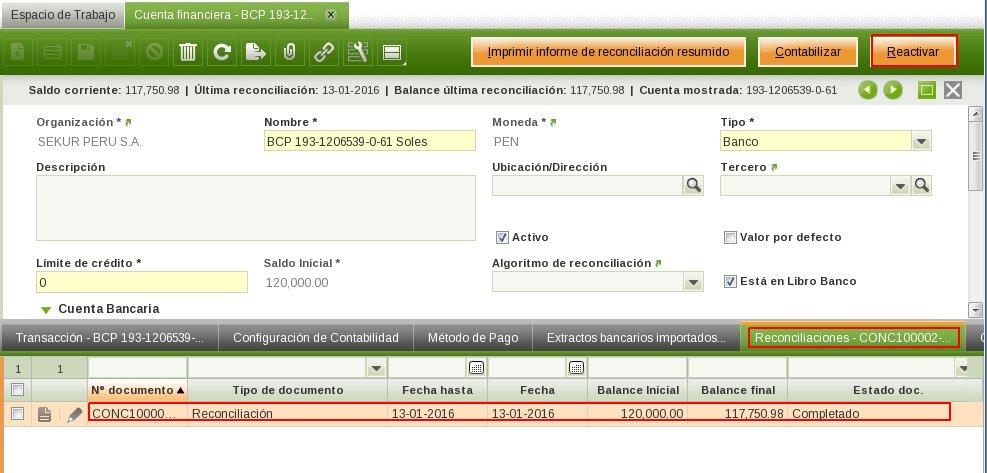 Espacio de Trabajo Cuenta financiera - BCP 193-12...
Imprimir informe de reconciliación resumido Contabilizar Reactivar
Saldo corriente: 117,750.98 | Última reconciliación: 13-01-2016 | Balance última reconciliación: 117,750.98 | Cuenta mostrada: 193-1206539-0-61
Organización * Nombre * Moneda * Tipo *
SEKUR PERU S.A. BCP 193-1206539-0-61 Soles PEN Banco
Descripción Ubicación/Dirección Tercero
Activo Valor por defecto
Límite de crédito * Saldo Inicial * Algoritmo de reconciliación
0 120,000.00 Está en Libro Banco
Cuenta Bancaria
Transacción - BCP 193-1206539-... Configuración de Contabilidad Método de Pago Extractos bancarios importados... Reconciliaciones - CONC100002-...
1 1
Nº documento Tipo de documento Fecha hasta Fecha Balance Inicial Balance final Estado doc.
CONC10000... Reconciliación 13-01-2016 13-01-2016 120,000.00 117,750.98 Completado